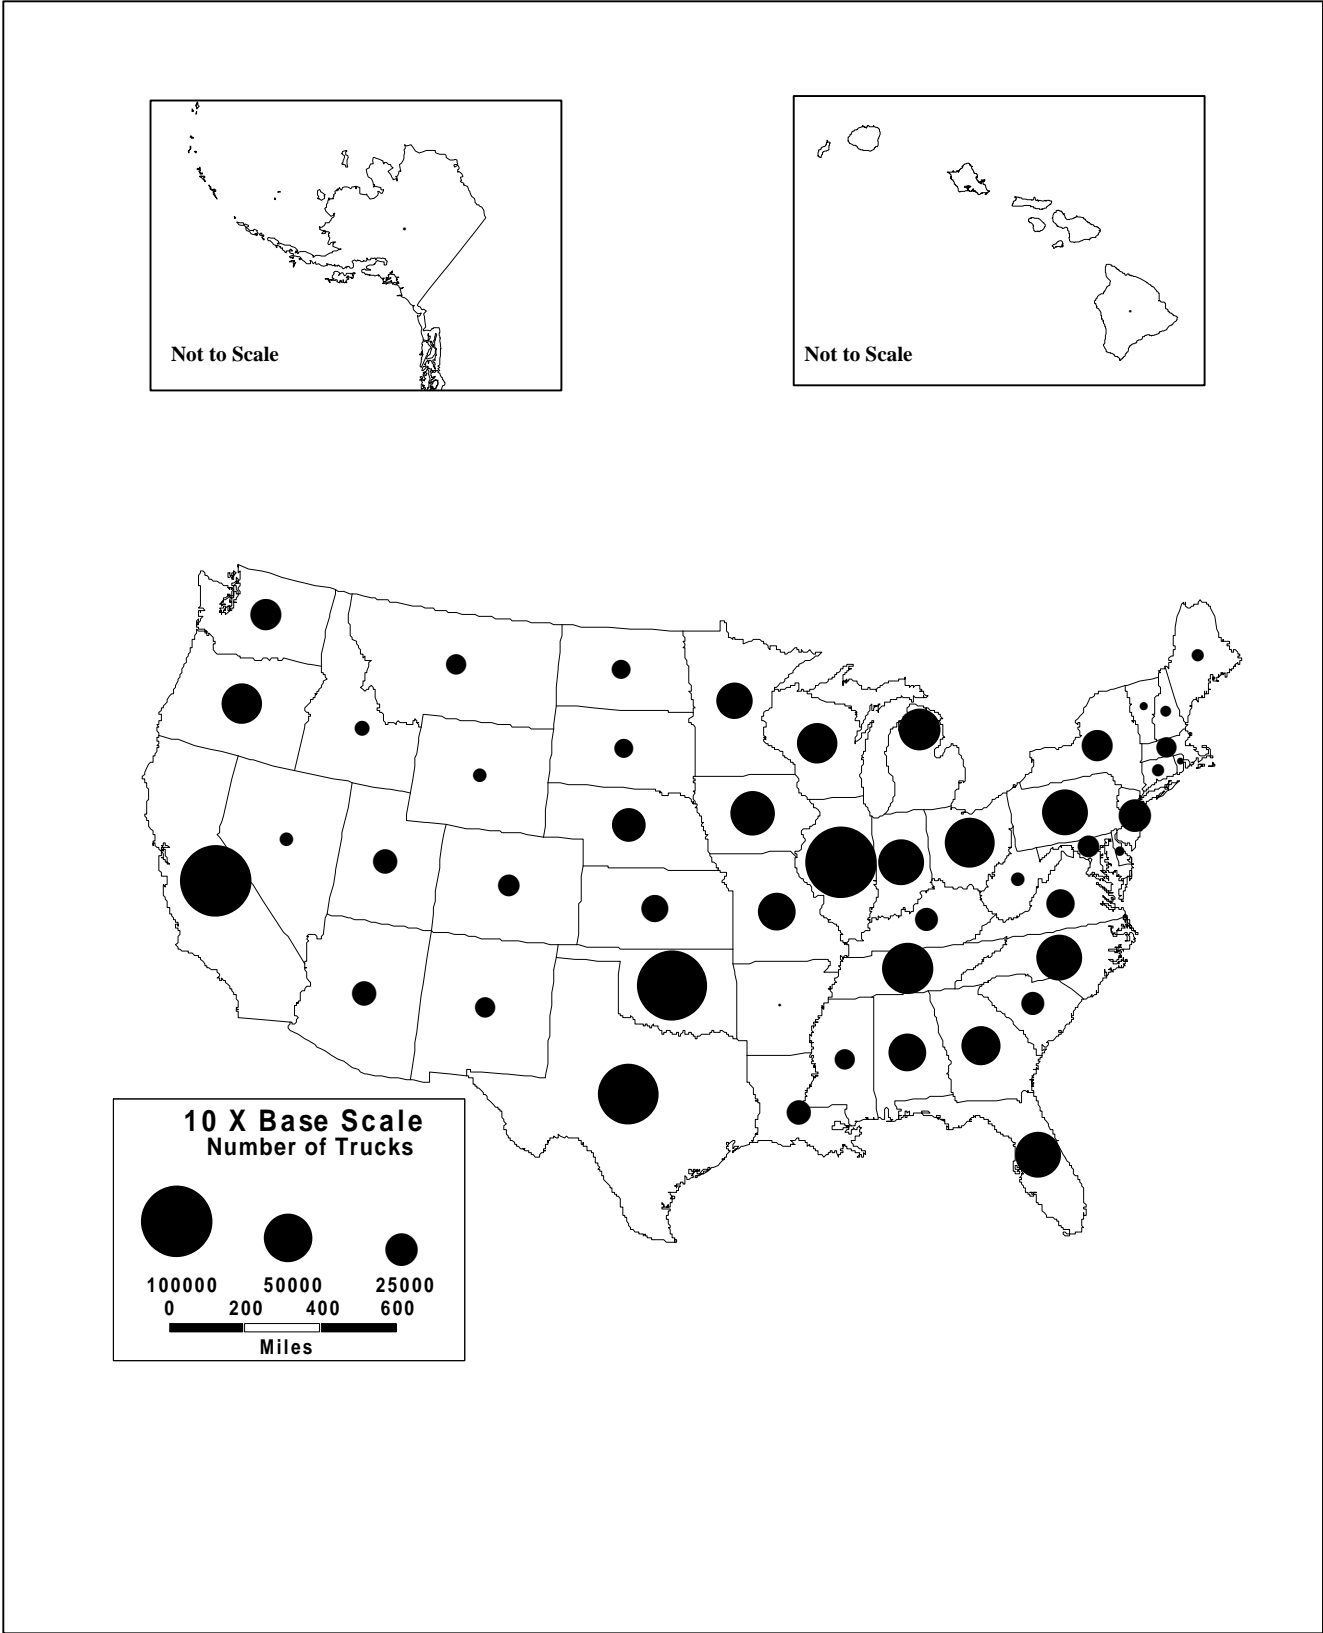 Not to Scale
Not to Scale
10 X Base Scale
Number of Trucks
100000 50000 25000
0 200 400 600
Miles